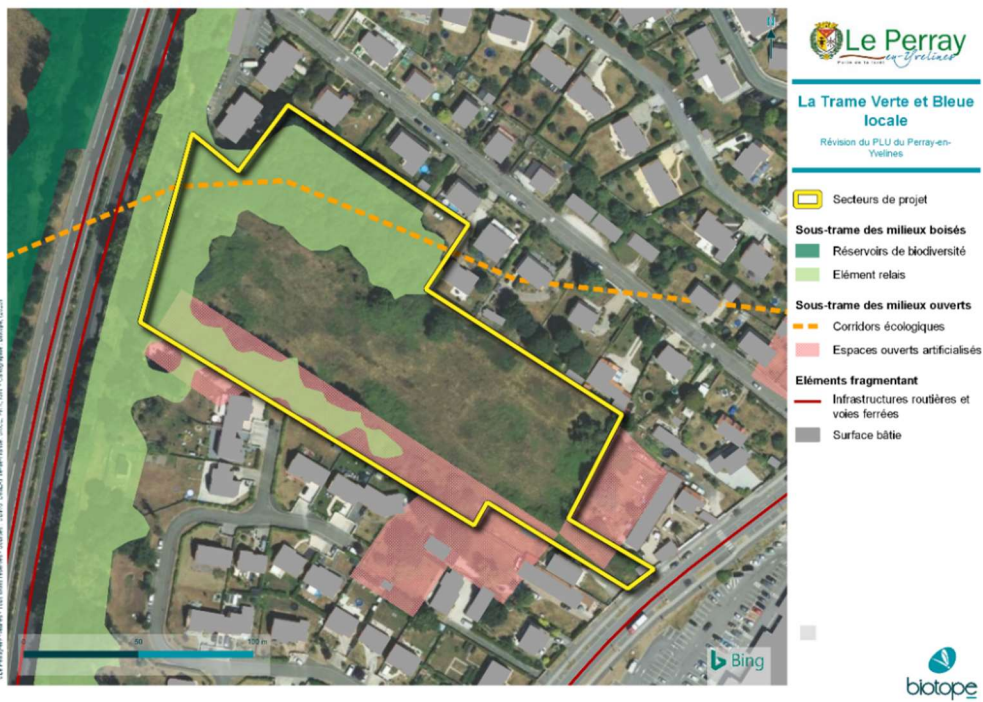 Le Perray
en-Yvelines
La Trame Verte et Bleue
locale
Révision du PLU du Perray-en-
Yvelines
Secteurs de projet
Sous-trame des milieux boisés
Réservoirs de biodiversité
Elément relais
Sous-trame des milieux ouverts
Corridors écologiques
Espaces ouverts artificialisés
Eléments fragmentant
Infrastructures routières et
voies ferrées
Surface bâtie
50
100 m
Bing
biotope